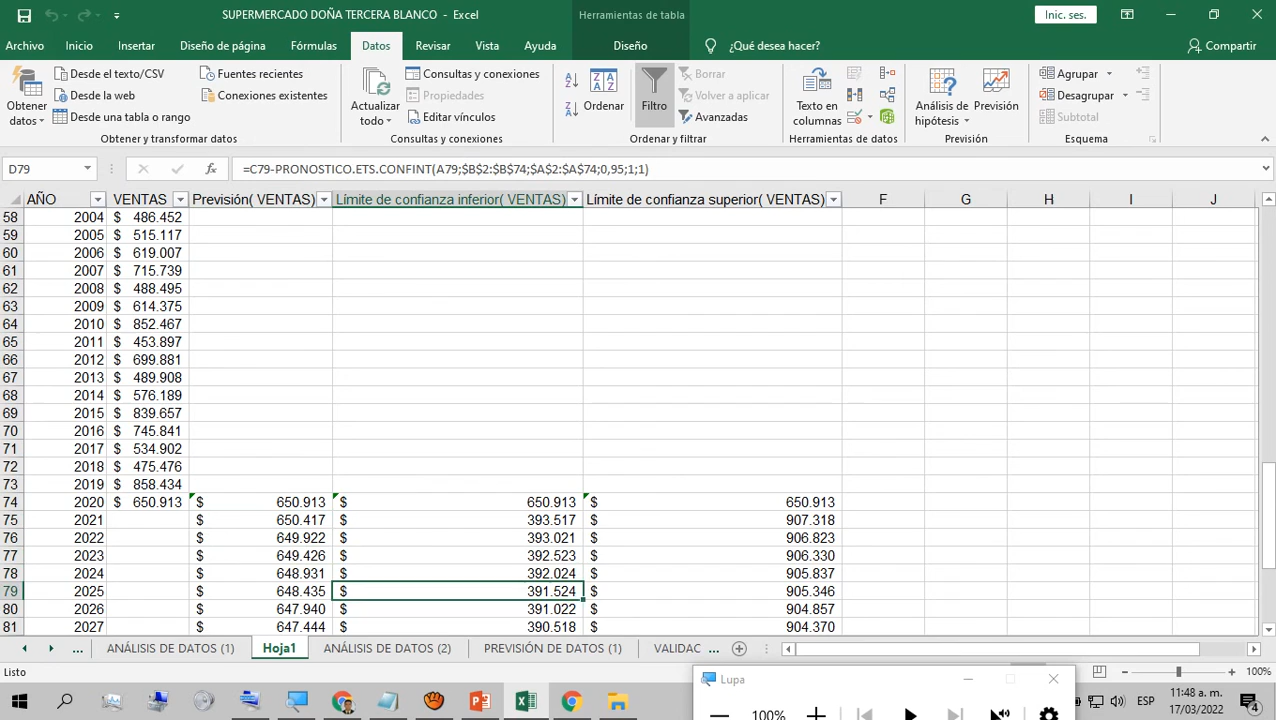 SUPERMERCADO DOÑA TERCERA BLANCO - Excel
Herramientas de tabla
Inic. ses.
Archivo Inicio Insertar Diseño de página Fórmulas Datos Revisar Vista Ayuda Diseño ¿Qué desea hacer? Compartir
Obtener datos
Desde el texto/CSV
Desde la web
Desde una tabla o rango
Fuentes recientes
Conexiones existentes
Obtener y transformar datos
Actualizar todo
Consultas y conexiones
Propiedades
Editar vínculos
Consultas y conexiones
Ordenar
Filtro
Borrar
Volver a aplicar
Avanzadas
Ordenar y filtrar
Texto en columnas
Herramientas de datos
Análisis de hipótesis
Previsión
Previsión
Agrupar
Desagrupar
Subtotal
Esquema
D79 fx =C79-PRONOSTICO.ETS.CONFINT(A79;$B$2:$B$74;$A$2:$A$74;0,95;1;1)
AÑO VENTAS Previsión( VENTAS) Límite de confianza inferior( VENTAS) Límite de confianza superior( VENTAS) F G H I J
58 2004 $ 486.452
59 2005 $ 515.117
60 2006 $ 619.007
61 2007 $ 715.739
62 2008 $ 488.495
63 2009 $ 614.375
64 2010 $ 852.467
65 2011 $ 453.897
66 2012 $ 699.881
67 2013 $ 489.908
68 2014 $ 576.189
69 2015 $ 839.657
70 2016 $ 745.841
71 2017 $ 534.902
72 2018 $ 475.476
73 2019 $ 858.434
74 2020 $ 650.913 $ 650.913 $ 650.913 $ 650.913
75 2021 $ 650.417 $ 393.517 $ 907.318
76 2022 $ 649.922 $ 393.021 $ 906.823
77 2023 $ 649.426 $ 392.523 $ 906.330
78 2024 $ 648.931 $ 392.024 $ 905.837
79 2025 $ 648.435 $ 391.524 $ 905.346
80 2026 $ 647.940 $ 391.022 $ 904.857
81 2027 $ 647.444 $ 390.518 $ 904.370
... ANÁLISIS DE DATOS (1) Hoja1 ANÁLISIS DE DATOS (2) PREVISIÓN DE DATOS (1) VALIDAC ...
Listo
100%
Lupa
100%
ESP
11:48 a. m.
17/03/2022
4